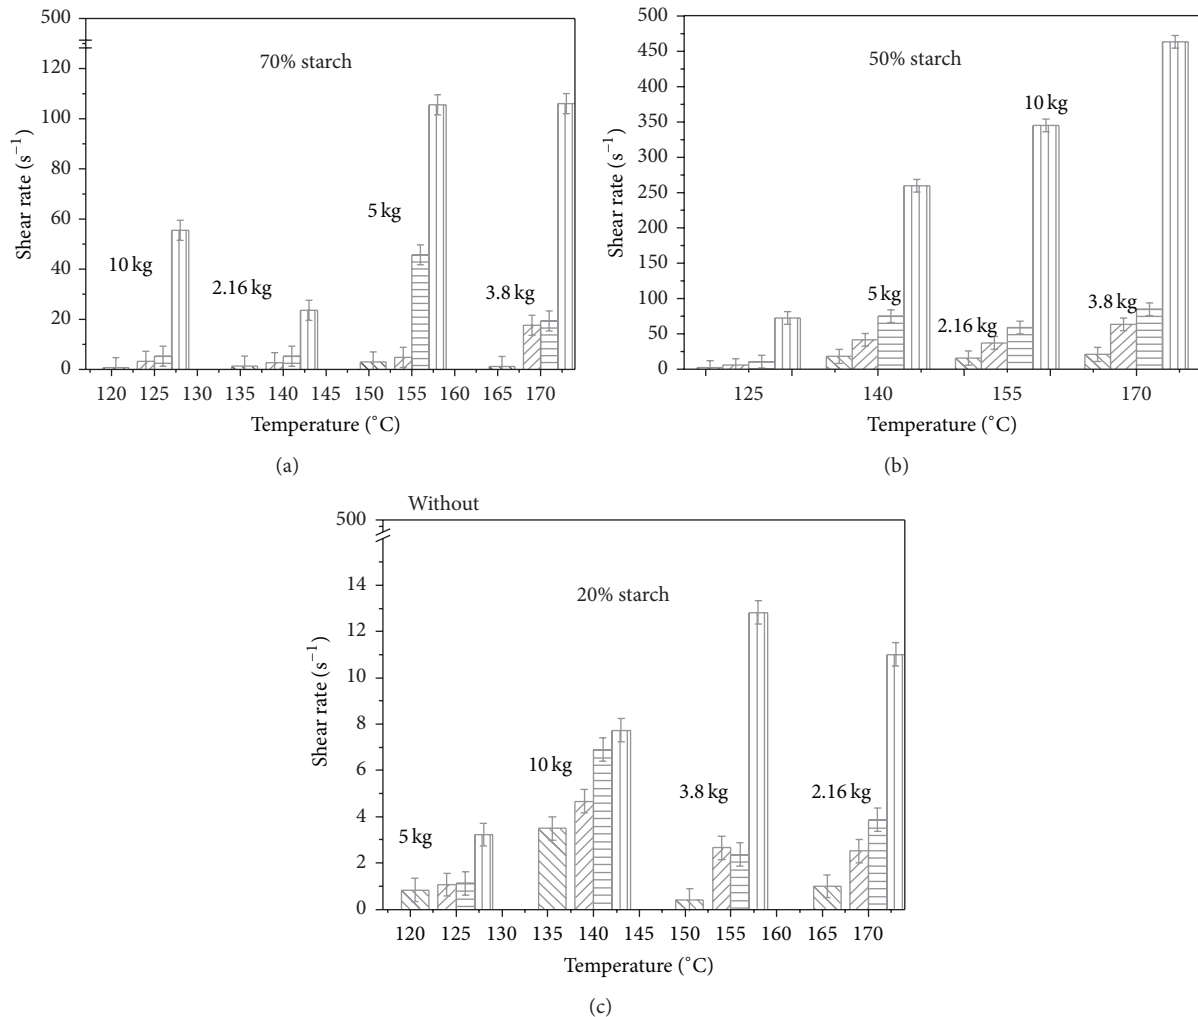 500
120
100
80
60
40
20
0
Shear rate (s−1)
70% starch
10 kg
2.16 kg
5 kg
3.8 kg
120 125 130 135 140 145 150 155 160 165 170
Temperature (˚C)
(a)
500
450
400
350
300
250
200
150
100
50
0
Shear rate (s−1)
50% starch
10 kg
5 kg
2.16 kg
3.8 kg
125 140 155 170
Temperature (˚C)
(b)
Without
500
14
12
10
8
6
4
2
0
Shear rate (s−1)
20% starch
5 kg
10 kg
3.8 kg
2.16 kg
120 125 130 135 140 145 150 155 160 165 170
Temperature (˚C)
(c)